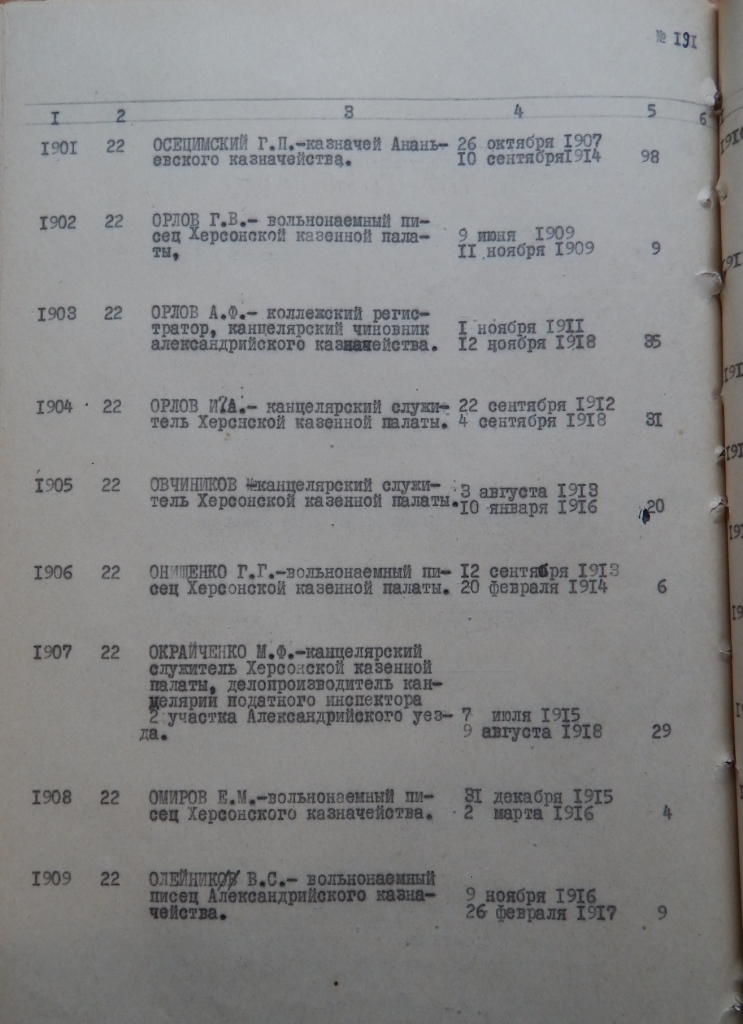 № 191
1 2 3 4 5 6
1901 22 ОСЕЦИМСКИЙ Г.П.-казначей Анань- 26 октября 1907
евского казначейства. 10 сентября1914 98
1902 22 ОРЛОВ Г.В.- вольнонаемный пи-
сец Херсонской казенной пала- 9 июня 1909
ты, 11 ноября 1909 9
1903 22 ОРЛОВ А.Ф.- коллежский регис-
тратор, канцелярский чиновник 1 ноября 1911
александрийского казначейства. 12 ноября 1918 35
1904 22 ОРЛОВ И?А.- канцелярский служи- 22 сентября 1912
тель Херснской казенной палаты. 4 сентября 1918 31
1905 22 ОВЧИНИКОВ -канцелярский служи- 3 августа 1913
тель Херсонской казенной палаты. 10 января 1916 20
1906 22 ОНИЩЕНКО Г.Г.-вольнонаемный пи- 12 сентября 1913
сец Херсонской казенной палаты. 20 февраля 1914 6
1907 22 ОКРАЙЧЕНКО М.Ф.-канцелярский
служитель Херсонской казенной
палаты, делопроизводитель кан-
целярии податного инспектора
2 участка Александрийского уез- 7 июля 1915
да. 9 августа 1918 29
1908 22 ОМИРОВ Е.М.-вольнонаемный пи- 31 декабря 1915
сец Херсонского казначейства. 2 марта 1916 4
1909 22 ОЛЕЙНИКОВ В.С.- вольнонаемный
писец Александрийского казна- 9 ноября 1916
чейства. 26 февраля 1917 9